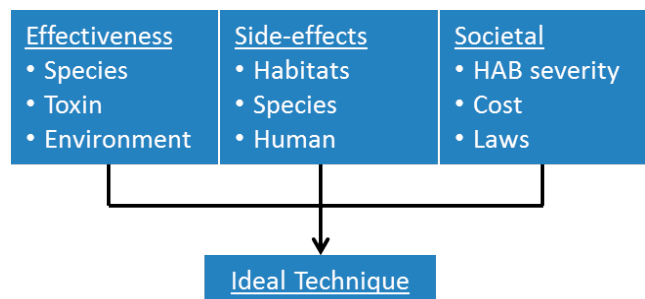 Effectiveness
• Species
• Toxin
• Environment
Side-effects
• Habitats
• Species
• Human
Societal
• HAB severity
• Cost
• Laws
Ideal Technique